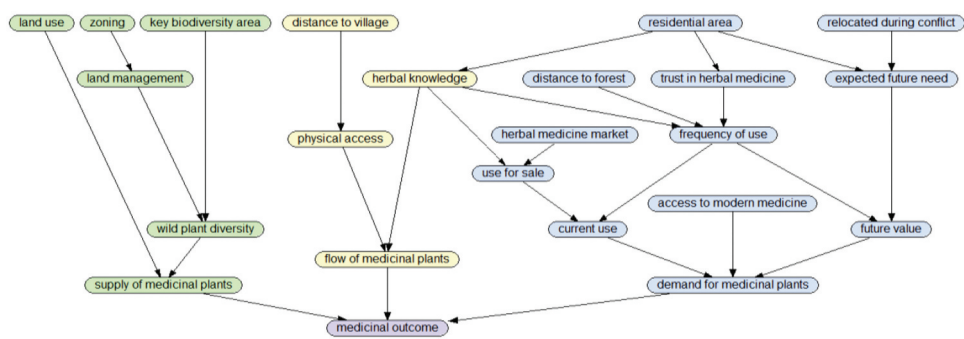 land use
zoning
key biodiversity area
distance to village
residential area
relocated during conflict
land management
herbal knowledge
distance to forest
trust in herbal medicine
expected future need
physical access
herbal medicine market
frequency of use
use for sale
access to modern medicine
wild plant diversity
current use
future value
flow of medicinal plants
supply of medicinal plants
demand for medicinal plants
medicinal outcome